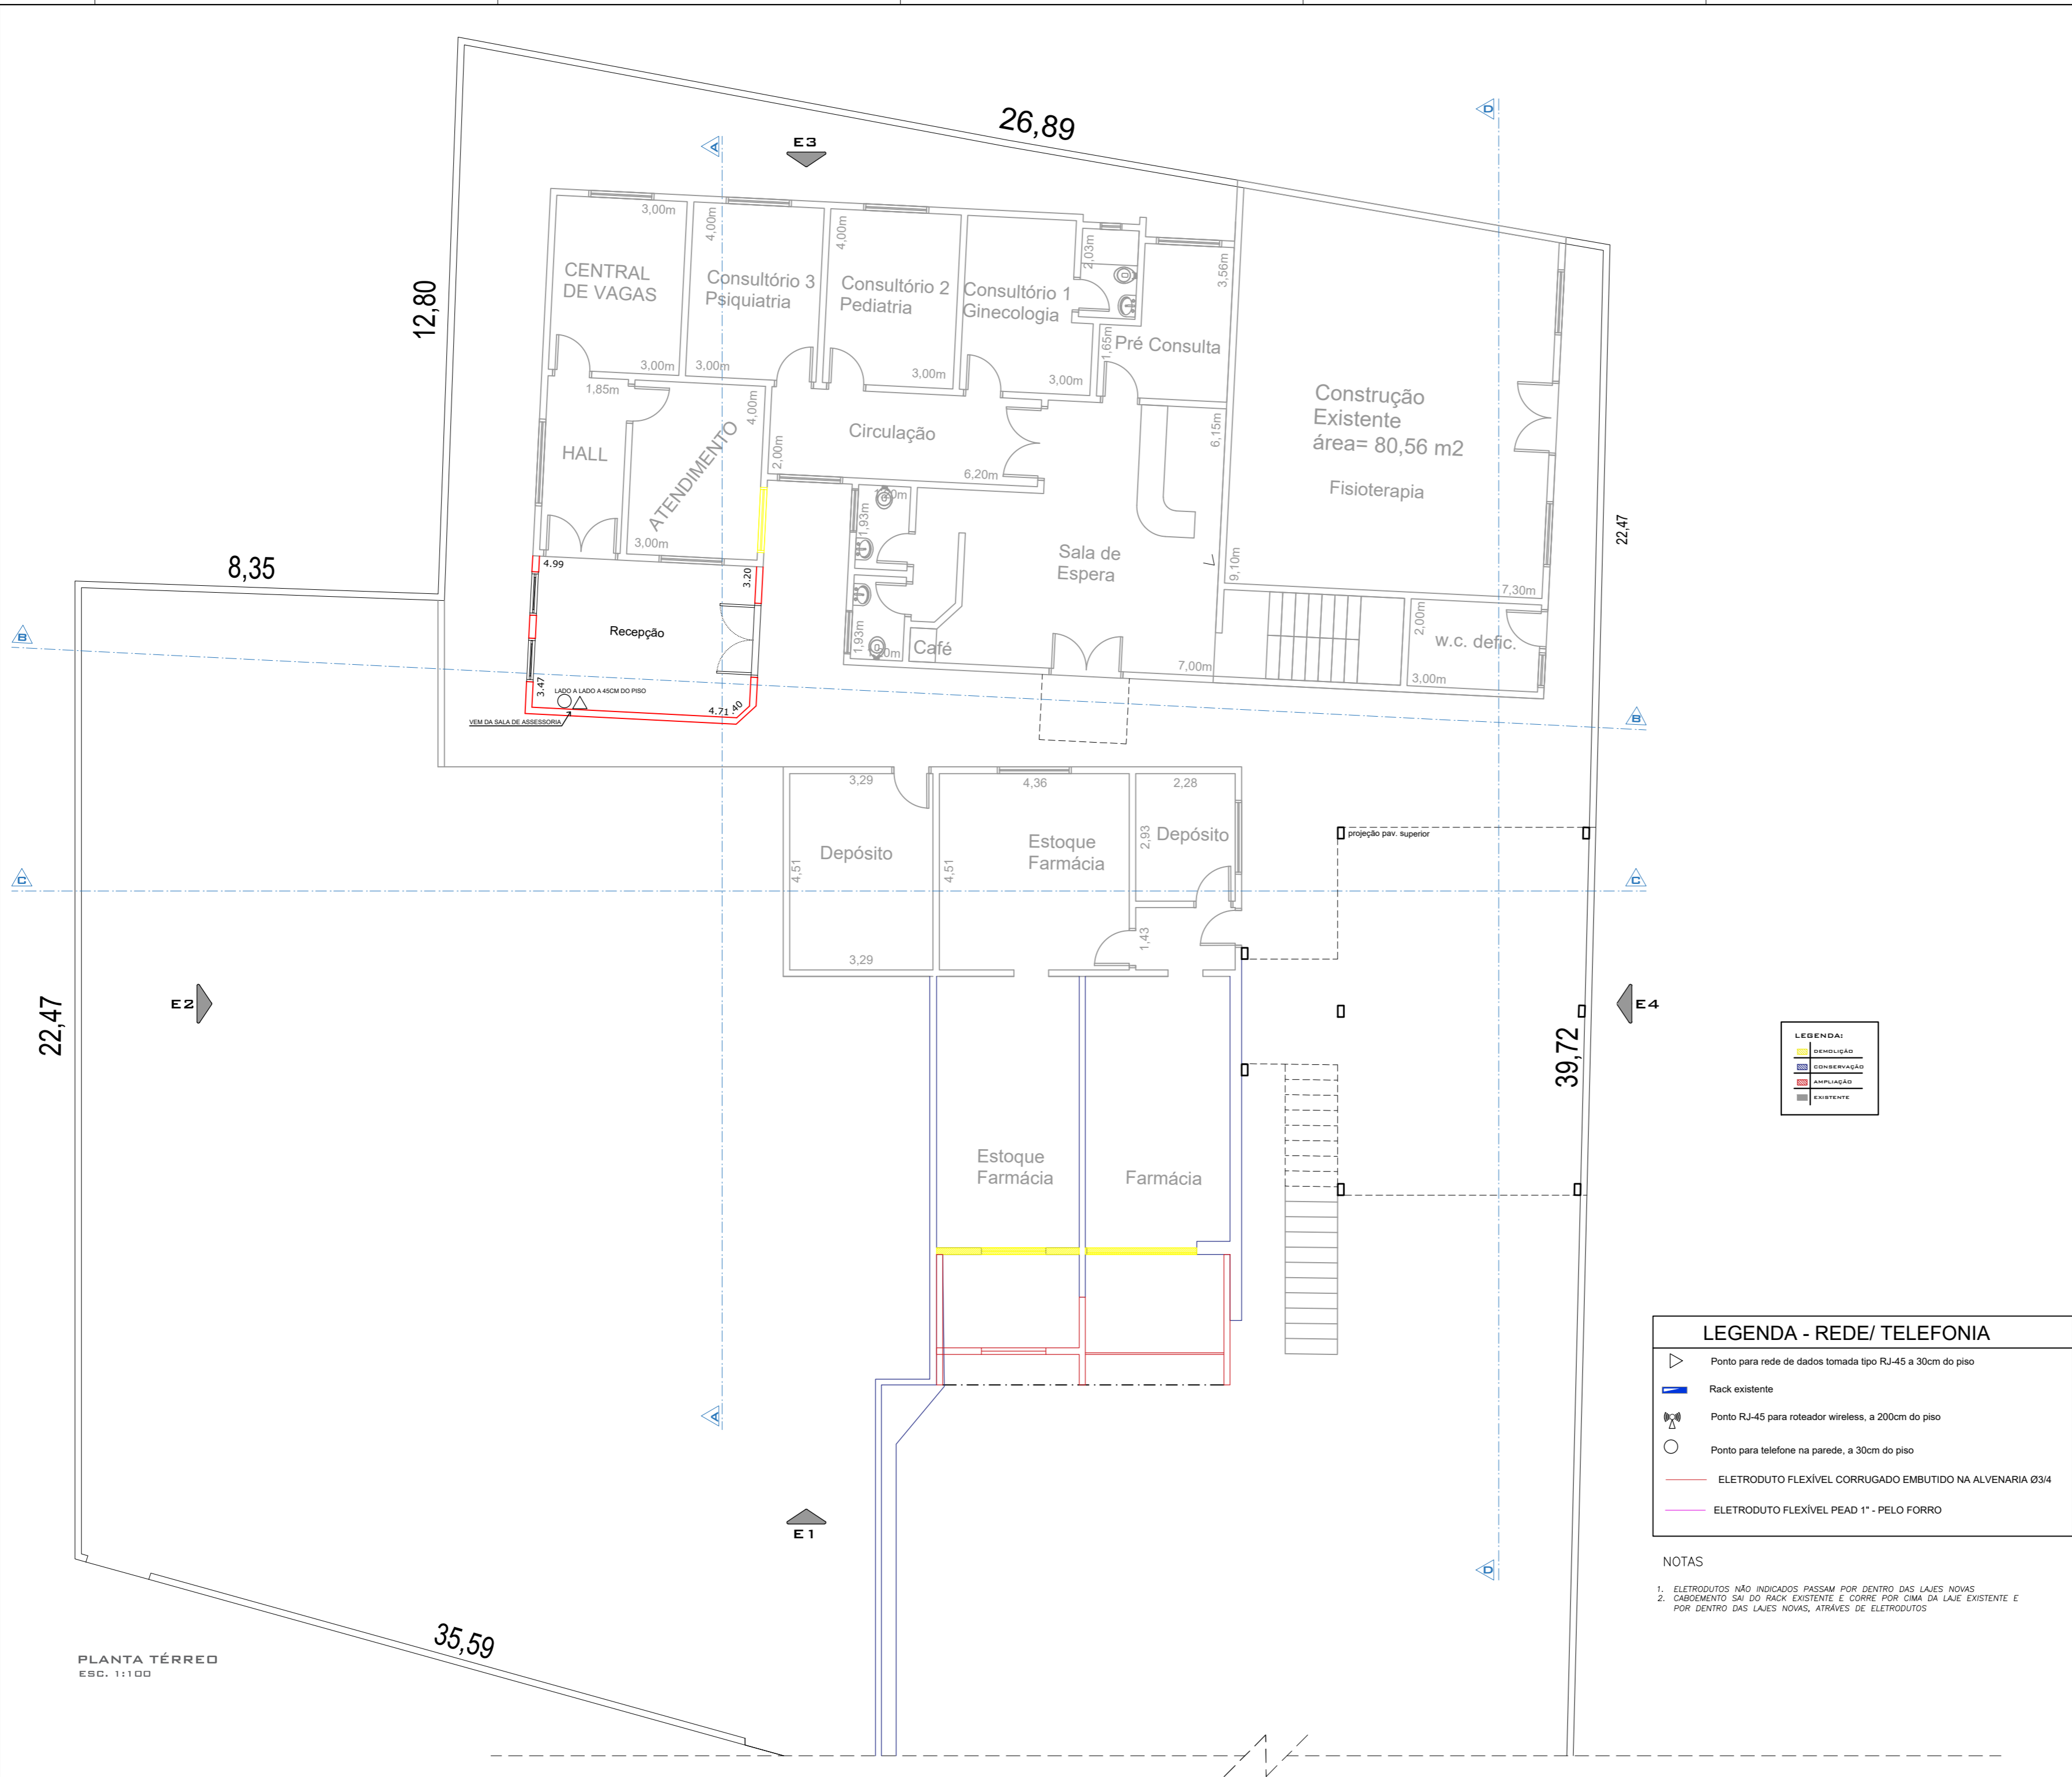 26,89
D
A
E3
3,00m
4,00m
4,00m
2,03m
3,56m
12,80
CENTRAL
DE VAGAS
Consultório 3
Psiquiatria
Consultório 2
Pediatria
Consultório 1
Ginecologia
1,65m
Pré Consulta
3,00m
3,00m
3,00m
3,00m
1,85m
4,00m
Construção
Existente
área= 80,56 m2
Fisioterapia
HALL
ATENDIMENTO
2,00m
Circulação
6,20m
6,15m
3,00m
1,93m
Sala de
Espera
9,10m
7,30m
22,47
8,35
4.99
3.20
Recepção
1,93m
Café
7,00m
2,00m
w.c. defic.
3,00m
B
3.47
LADO A LADO A 45CM DO PISO
4.71
.40
VEM DA SALA DE ASSESSORIA
B
3,29
4,36
2,28
Depósito
4,51
4,51
Estoque
Farmácia
2,93
Depósito
projeção pav. superior
C
C
1,43
3,29
22,47
E2
E4
39,72
LEGENDA:
DEMOLIÇÃO
CONSERVAÇÃO
AMPLIAÇÃO
EXISTENTE
Estoque
Farmácia
Farmácia
A
E1
D
LEGENDA - REDE/ TELEFONIA
Ponto para rede de dados tomada tipo RJ-45 a 30cm do piso
Rack existente
Ponto RJ-45 para roteador wireless, a 200cm do piso
Ponto para telefone na parede, a 30cm do piso
ELETRODUTO FLEXÍVEL CORRUGADO EMBUTIDO NA ALVENARIA Ø3/4
ELETRODUTO FLEXÍVEL PEAD 1" - PELO FORRO
NOTAS
1. ELETRODUTOS NÃO INDICADOS PASSAM POR DENTRO DAS LAJES NOVAS
2. CABOEMENTO SAI DO RACK EXISTENTE E CORRE POR CIMA DA LAJE EXISTENTE E
POR DENTRO DAS LAJES NOVAS, ATRÁVES DE ELETRODUTOS
35,59
PLANTA TÉRREO
ESC. 1:100